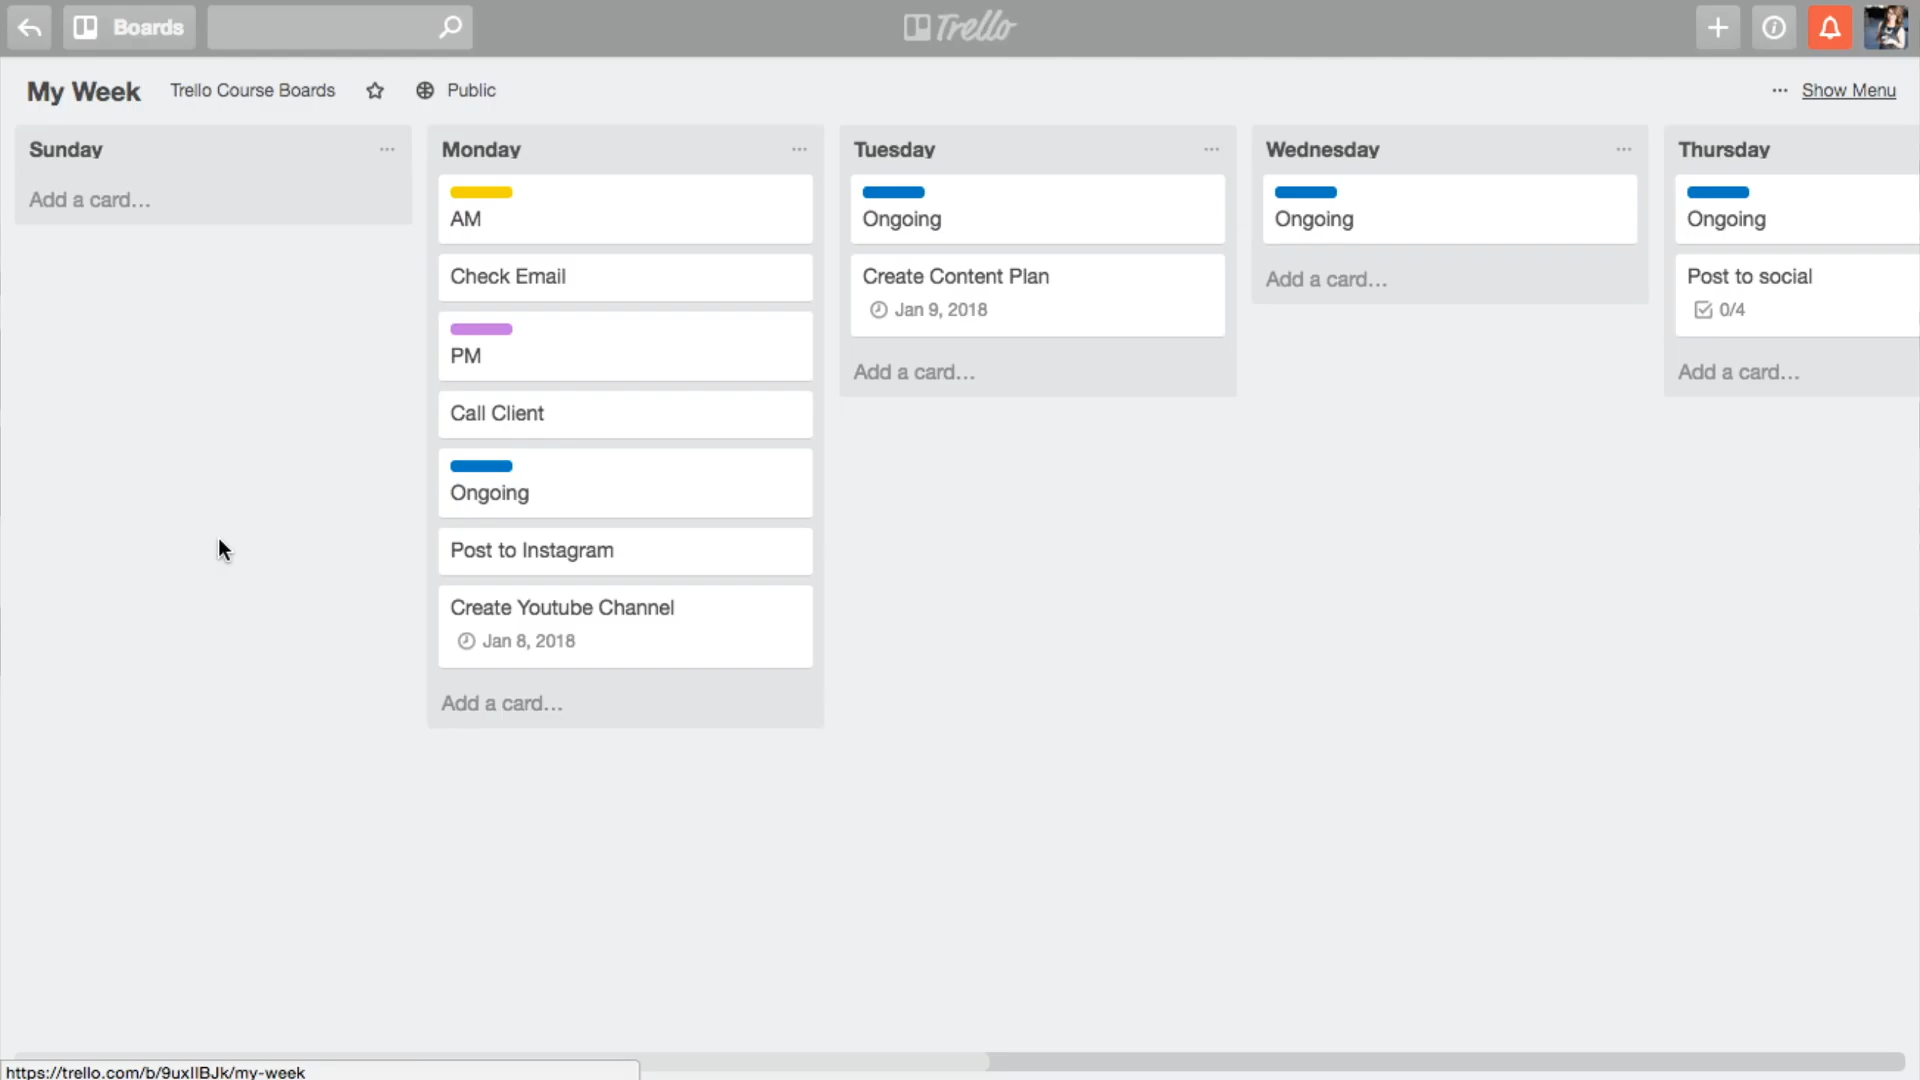 Boards
Trello
My Week
Trello Course Boards
Public
... Show Menu
Sunday
Add a card...
Monday
AM
Check Email
PM
Call Client
Ongoing
Post to Instagram
Create Youtube Channel
Jan 8, 2018
Add a card...
Tuesday
Ongoing
Create Content Plan
Jan 9, 2018
Add a card...
Wednesday
Ongoing
Add a card...
Thursday
Ongoing
Post to social
0/4
Add a card...
https://trello.com/b/9uxIIBJk/my-week